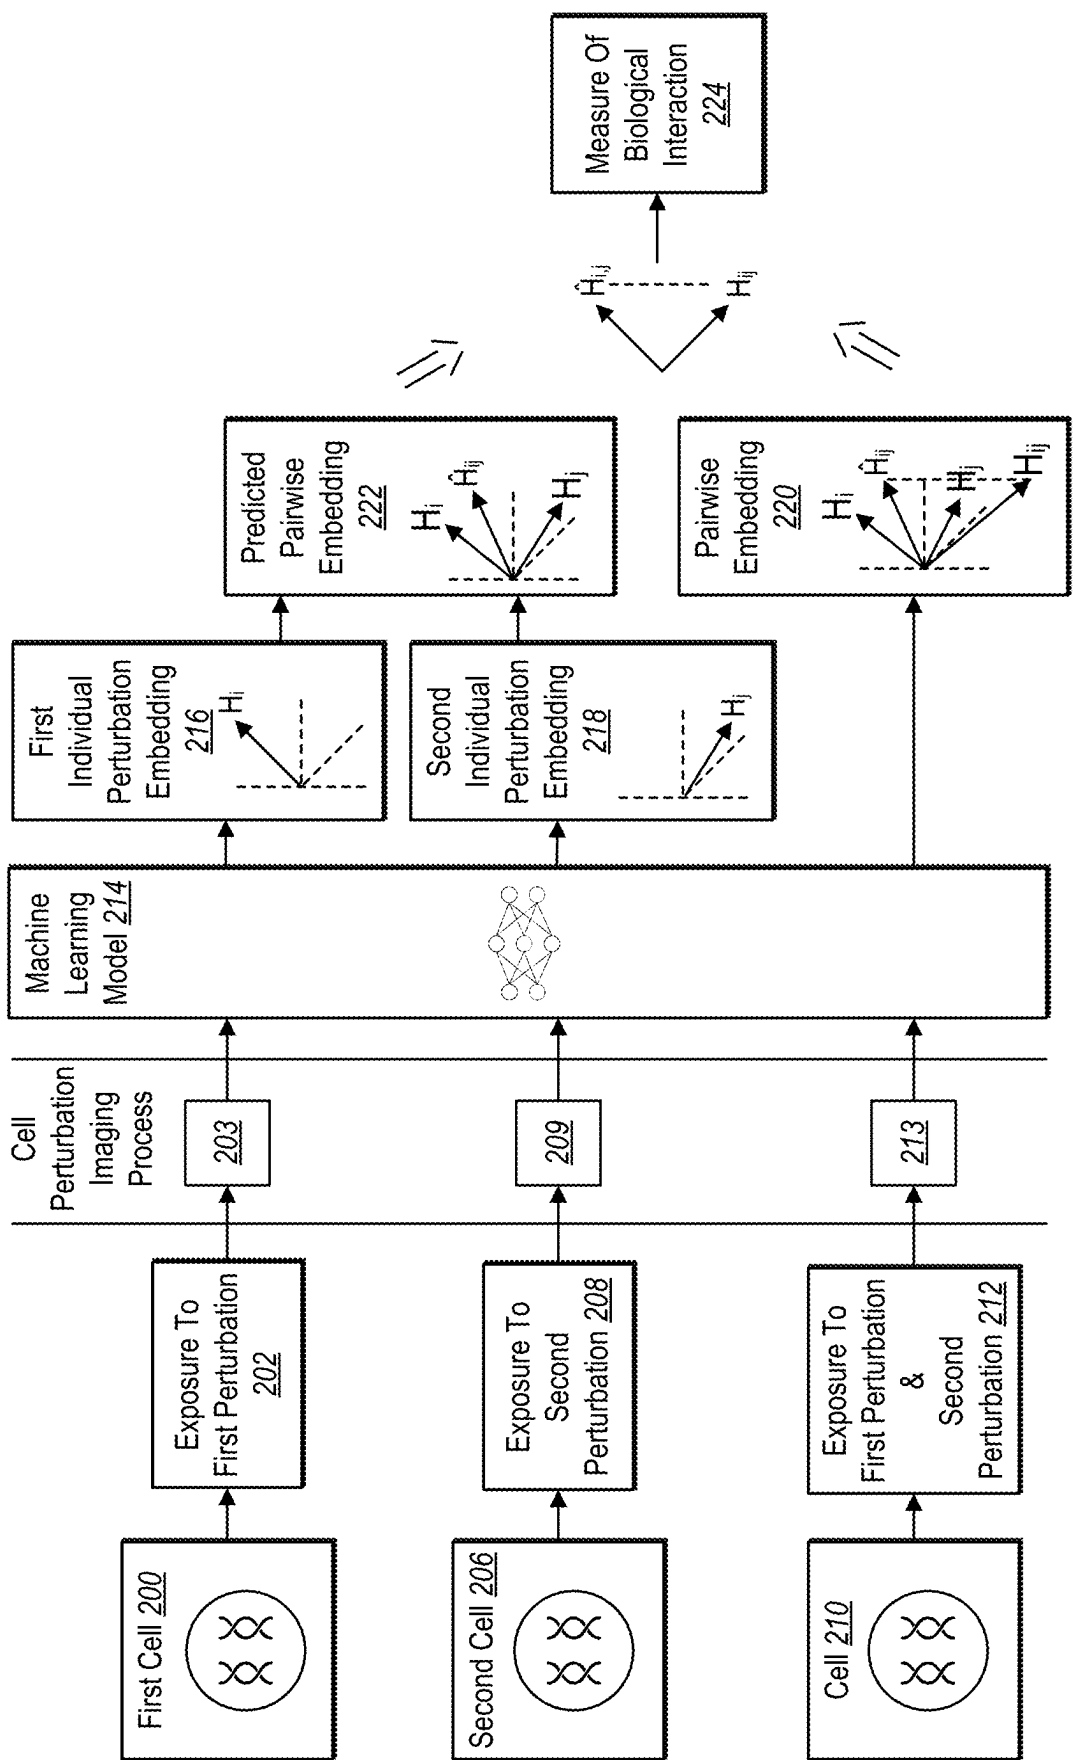 First Cell 200
Exposure To
First Perturbation
202
Cell
Perturbation
Imaging
Process
203
Machine
Learning
Model 214
First
Individual
Perturbation
Embedding
216
Hi
Predicted
Pairwise
Embedding
222
Hi
Ĥij
Hj
Second Cell 206
Exposure To
Second
Perturbation 208
209
Second
Individual
Perturbation
Embedding
218
Hj
Cell 210
Exposure To
First Perturbation
&
Second
Perturbation 212
213
Pairwise
Embedding
220
Hi
Ĥij
Hj
Hij
Ĥi,j
Hij
Measure Of
Biological
Interaction
224